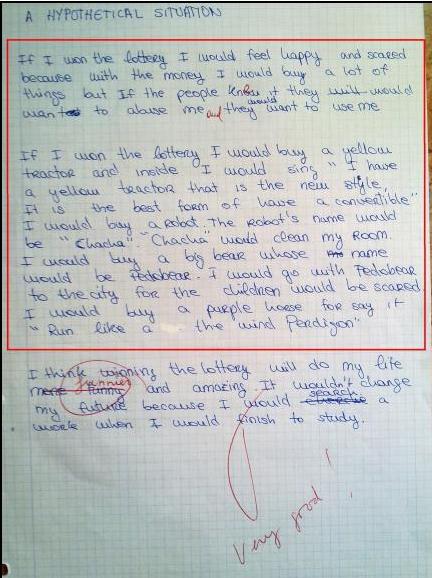 A HYPOTHETICAL SITUATION
If I won the lottery I would feel happy and scared
because with the money I would buy a lot of
things but If the people knew it they will would
want to to abuse me and they would want to use me
If I won the lottery I would buy a yellow
tractor and inside I would sing " I have
a yellow tractor that is the new style,
It is the best form of have a convertible"
I would buy a robot. The robot's name would
be "Chacha" "Chacha" would clean my room.
I would buy a big bear whose name
would be Pedobear. I would go with Pedobear
to the city for the children would be scared
I would buy a purple horse for say it
"Run like a the wind Perdigon"
I think winning the lottery will do my life
more funny funnier and amazing. It wouldn't change
my future because I would search a
work when I would finish to study.
Very good!